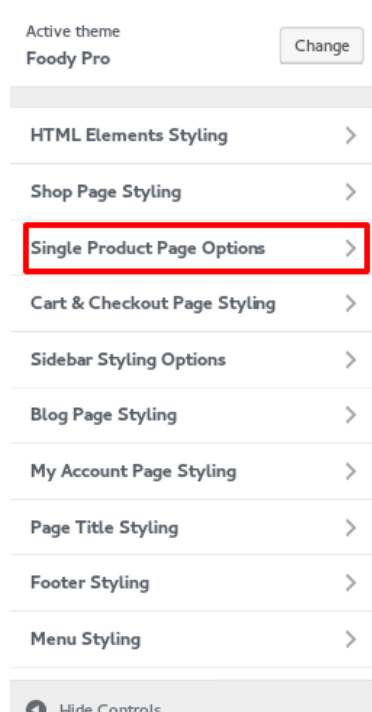 Active theme
Foody Pro
Change
HTML Elements Styling
Shop Page Styling
Single Product Page Options
Cart & Checkout Page Styling
Sidebar Styling Options
Blog Page Styling
My Account Page Styling
Page Title Styling
Footer Styling
Menu Styling
Hide Controls